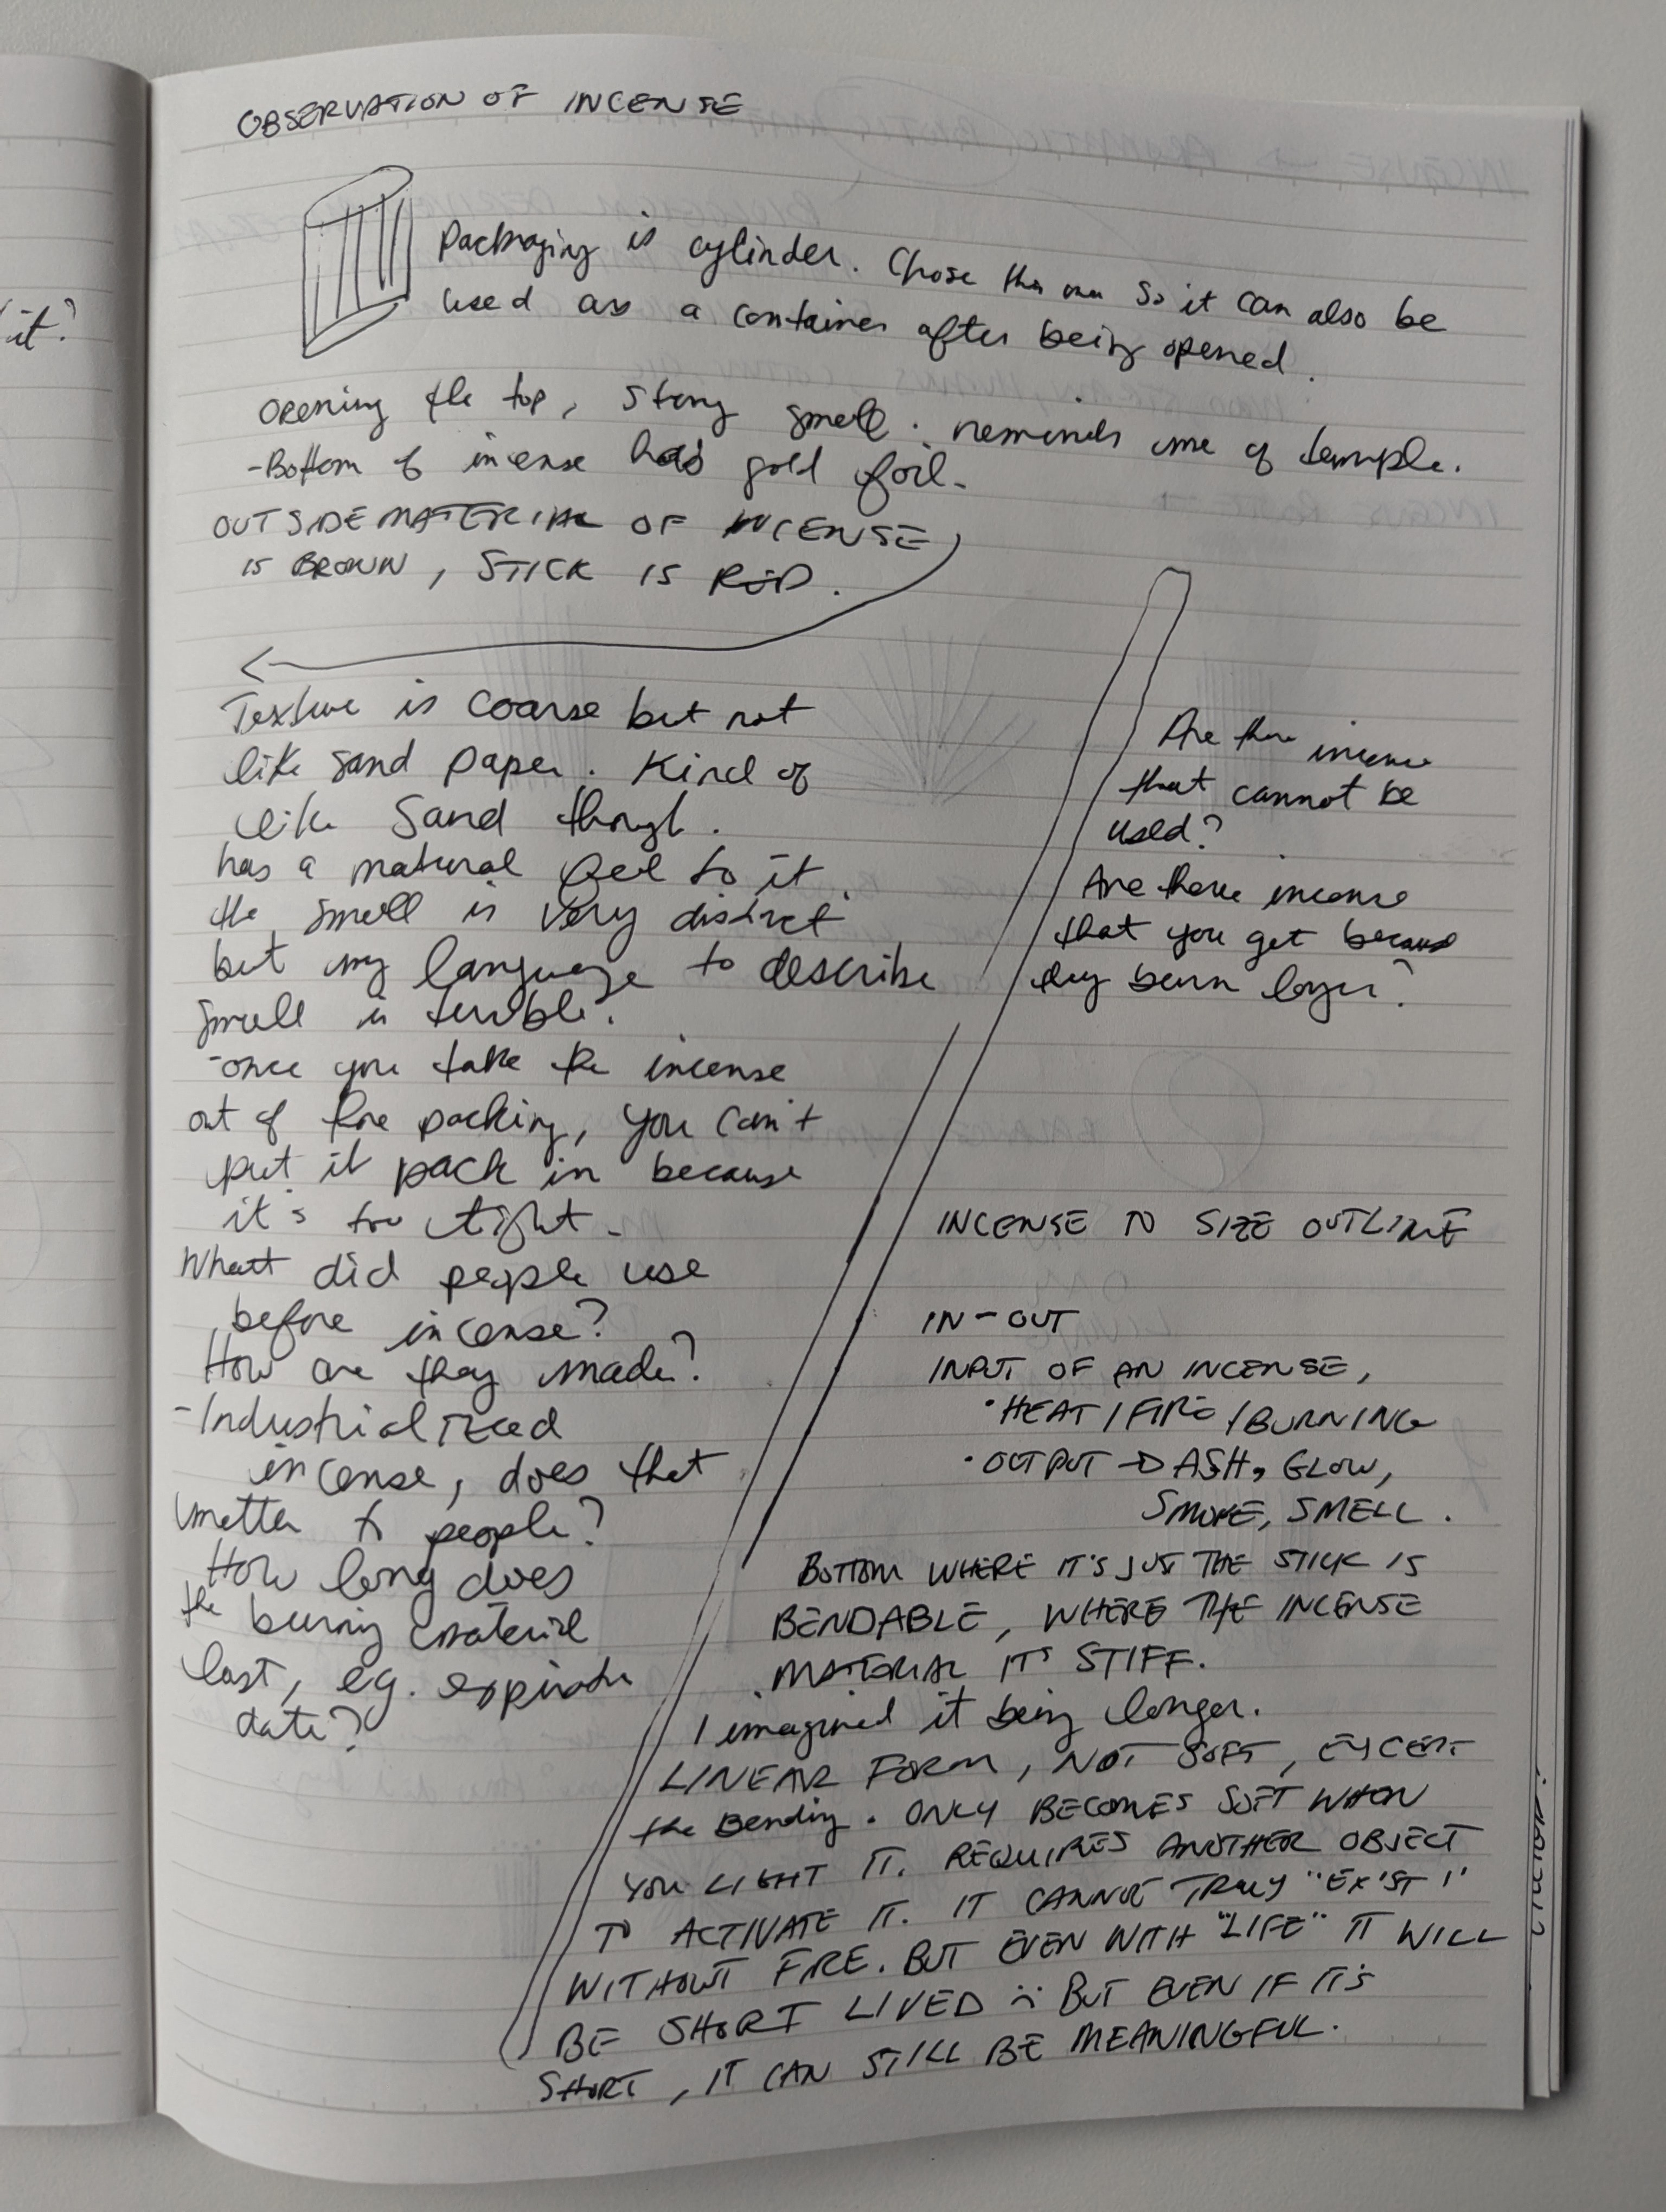 OBSERVATION OF INCENSE
Packaging is cylinder. Chose this one so it can also be
used as a container after being opened.
Opening the top, strong smell. reminds me of temple.
-Bottom of incense has gold foil.
OUTSIDE MATERIAL OF INCENSE
IS BROWN, STICK IS RED.
Texture is coarse but not
like sand paper. Kind of
like sand though.
has a natural feel to it.
the smell is very distinct
but my language to describe
smell is terrible.
-once you take the incense
out of the packing, you can't
put it back in because
it's too tight.
What did people use
before incense?
How are they made?
-Industrialized
incense, does that
matter to people?
How long does
the burning material
last, eg. expiration
date?
Are there incense
that cannot be
used?
Are there incense
that you get because
they burn longer?
INCENSE TO SIZE OUTLINE
IN-OUT
INPUT OF AN INCENSE,
• HEAT / FIRE / BURNING
• OUTPUT → ASH, GLOW,
SMOKE, SMELL.
BOTTOM WHERE IT'S JUST THE STICK IS
BENDABLE, WHERE THE INCENSE
MATERIAL IT'S STIFF.
I imagined it being longer.
LINEAR FORM, NOT SOFT, EXCEPT
the Bending. ONLY BECOMES SOFT WHEN
YOU LIGHT IT. REQUIRES ANOTHER OBJECT
TO ACTIVATE IT. IT CANNOT TRULY "EXIST"
WITHOUT FIRE. BUT EVEN WITH "LIFE" IT WILL
BE SHORT LIVED :( BUT EVEN IF IT'S
SHORT, IT CAN STILL BE MEANINGFUL.
it?